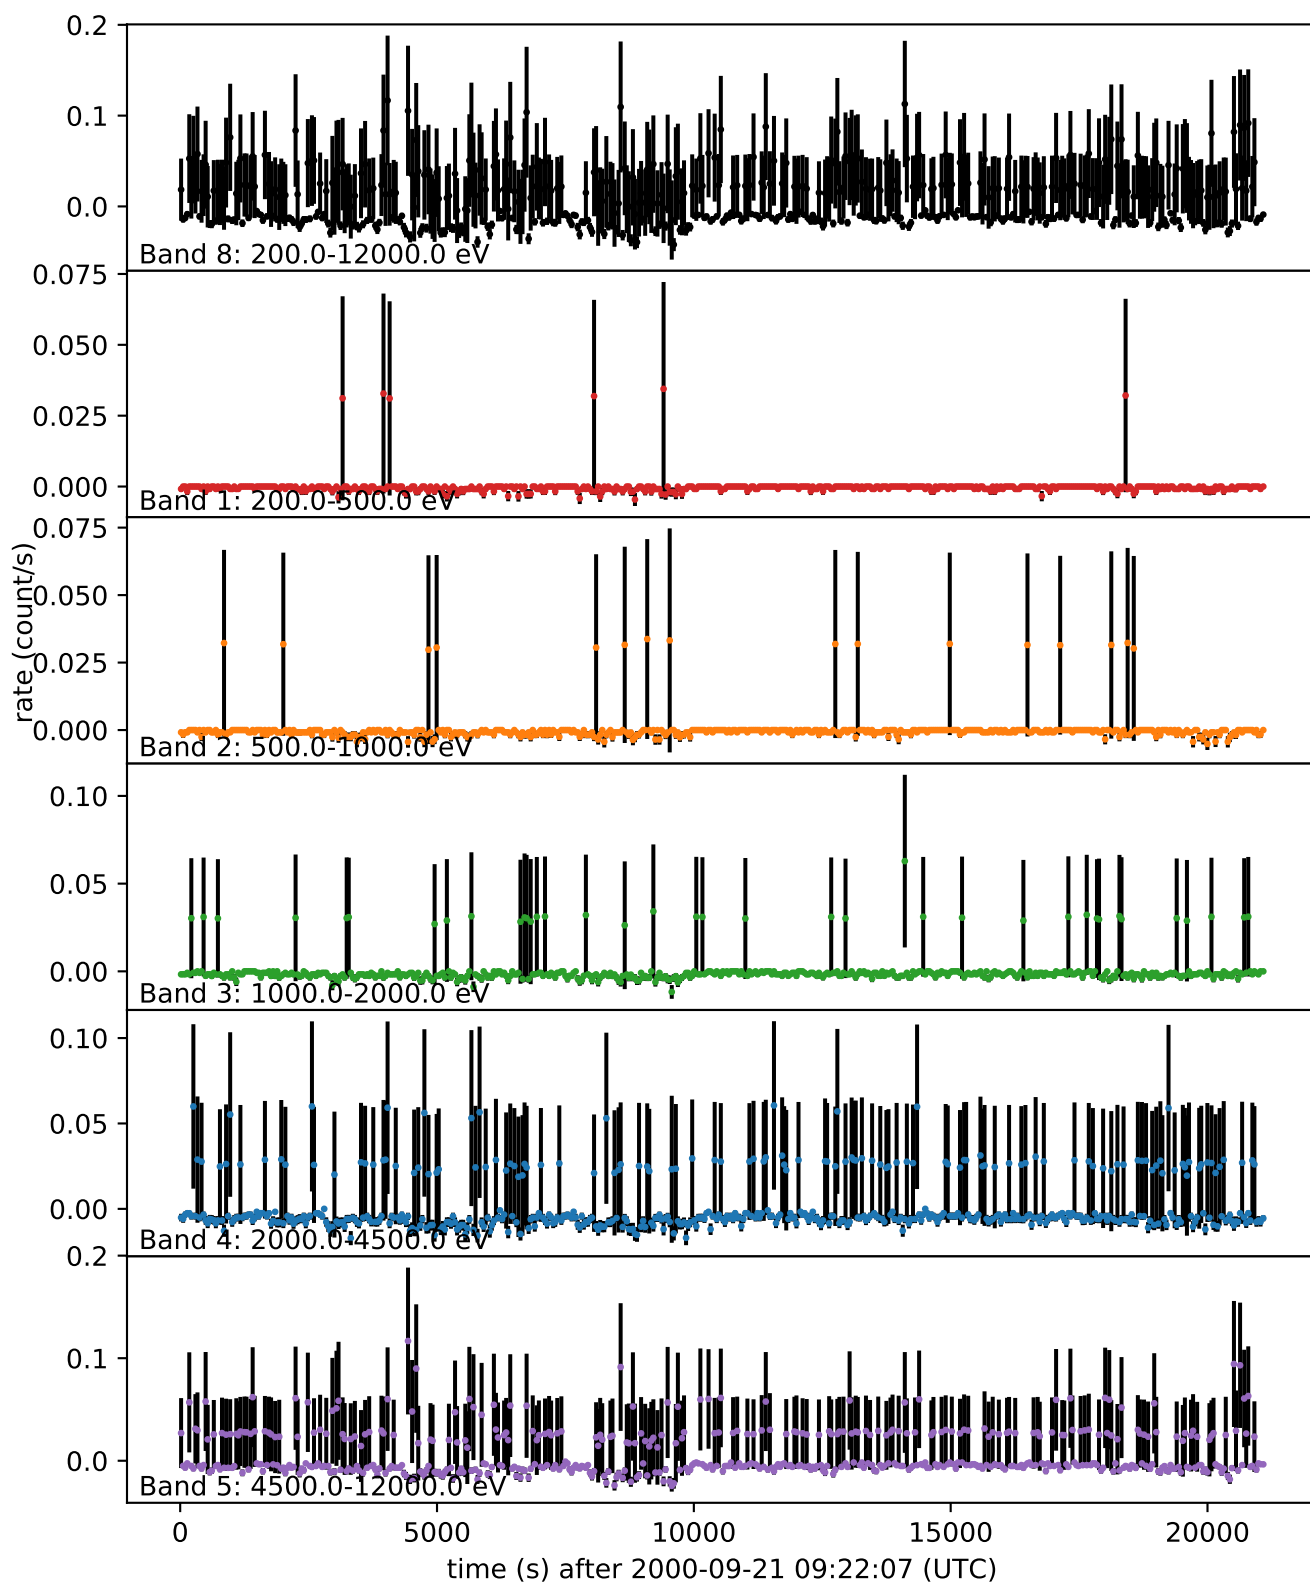 0.2
0.1
0.0
Band 8: 200.0-12000.0 eV
0.075
0.050
0.025
0.000
Band 1: 200.0-500.0 eV
0.075
0.050
0.025
0.000
Band 2: 500.0-1000.0 eV
rate (count/s)
0.10
0.05
0.00
Band 3: 1000.0-2000.0 eV
0.10
0.05
0.00
Band 4: 2000.0-4500.0 eV
0.2
0.1
0.0
Band 5: 4500.0-12000.0 eV
0 5000 10000 15000 20000
time (s) after 2000-09-21 09:22:07 (UTC)